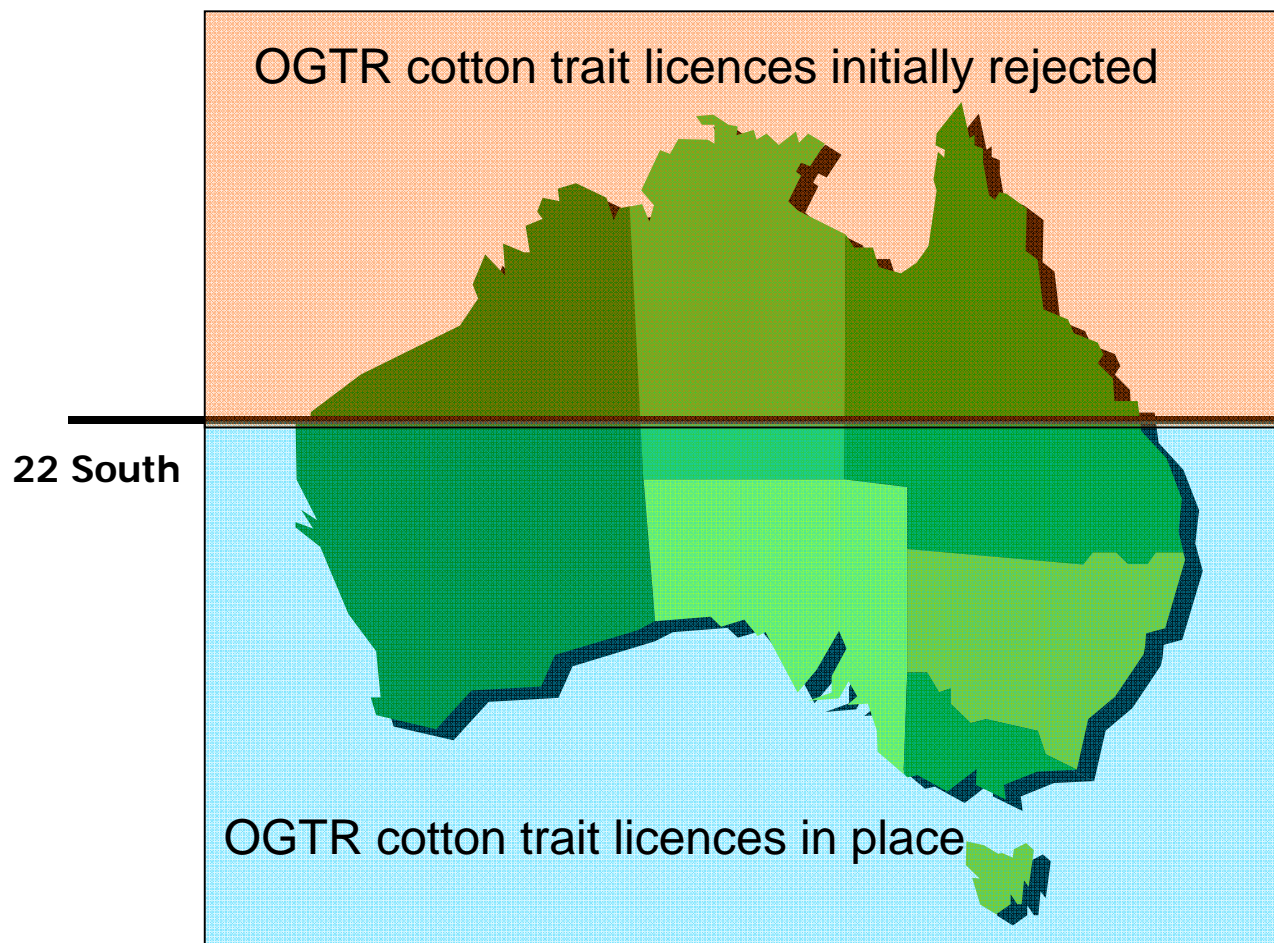 OGTR cotton trait licences initially rejected
22 South
OGTR cotton trait licences in place